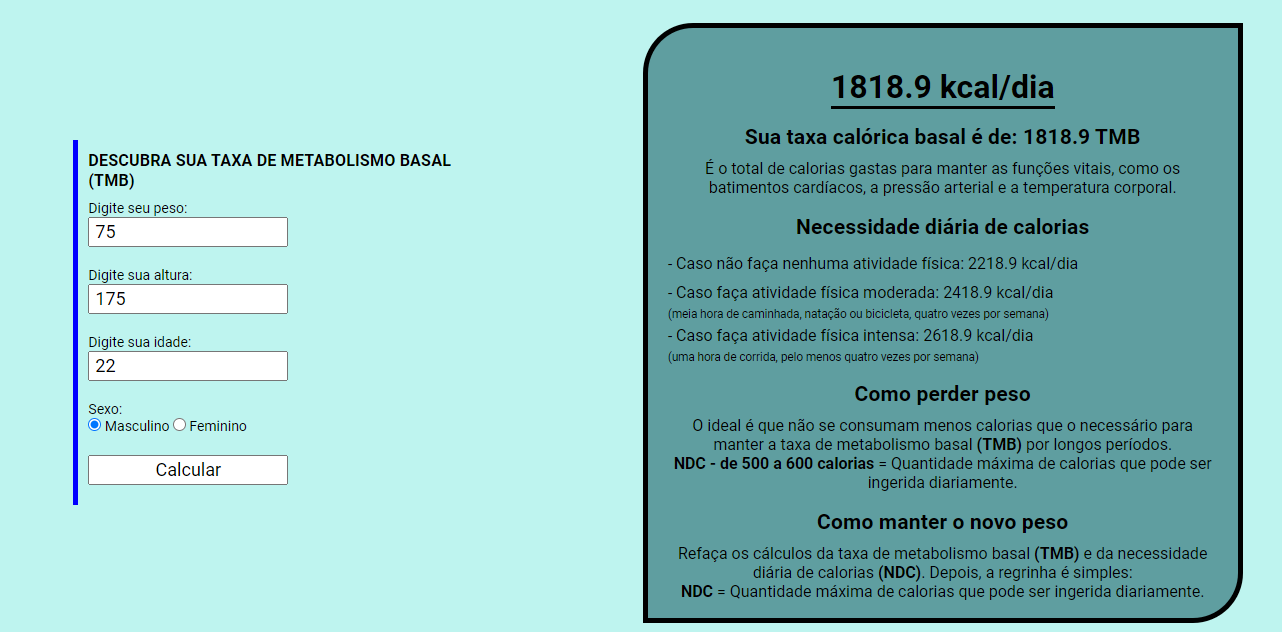 DESCUBRA SUA TAXA DE METABOLISMO BASAL
(TMB)
Digite seu peso:
75
Digite sua altura:
175
Digite sua idade:
22
Sexo:
Masculino Feminino
Calcular
1818.9 kcal/dia
Sua taxa calórica basal é de: 1818.9 TMB
É o total de calorias gastas para manter as funções vitais, como os
batimentos cardíacos, a pressão arterial e a temperatura corporal.
Necessidade diária de calorias
- Caso não faça nenhuma atividade física: 2218.9 kcal/dia
- Caso faça atividade física moderada: 2418.9 kcal/dia
(meia hora de caminhada, natação ou bicicleta, quatro vezes por semana)
- Caso faça atividade física intensa: 2618.9 kcal/dia
(uma hora de corrida, pelo menos quatro vezes por semana)
Como perder peso
O ideal é que não se consumam menos calorias que o necessário para
manter a taxa de metabolismo basal (TMB) por longos períodos.
NDC - de 500 a 600 calorias = Quantidade máxima de calorias que pode ser
ingerida diariamente.
Como manter o novo peso
Refaça os cálculos da taxa de metabolismo basal (TMB) e da necessidade
diária de calorias (NDC). Depois, a regrinha é simples:
NDC = Quantidade máxima de calorias que pode ser ingerida diariamente.